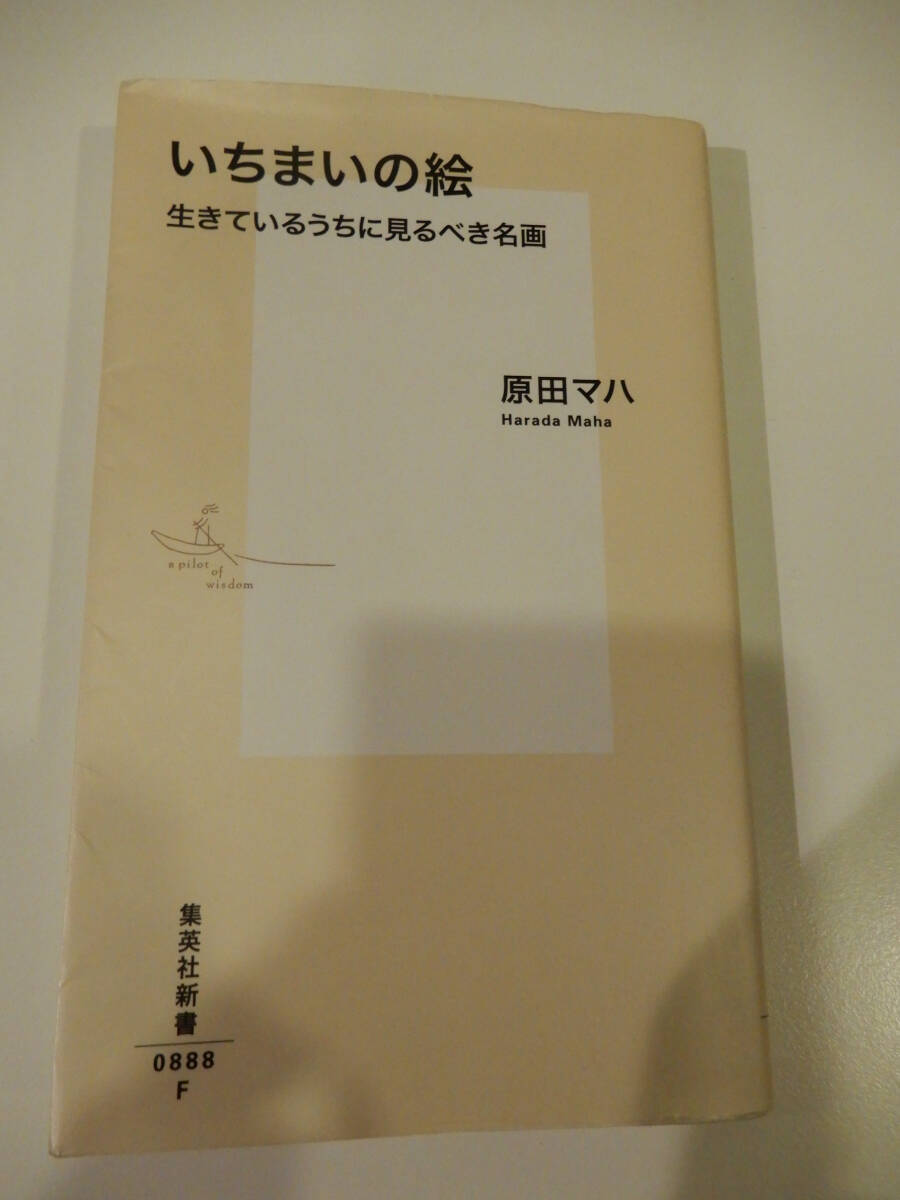 いちまいの絵
生きているうちに見るべき名画
原田マハ
Harada Maha
a pilot
of
wisdom
集英社新書
0888
F